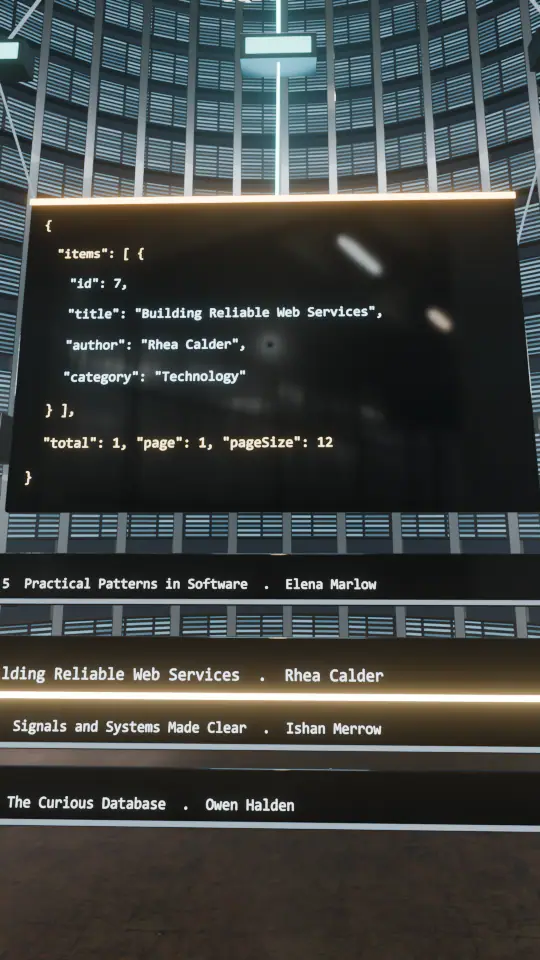 {
"items": [ {
"id": 7,
"title": "Building Reliable Web Services",
"author": "Rhea Calder",
"category": "Technology"
} ],
"total": 1, "page": 1, "pageSize": 12
}
5 Practical Patterns in Software . Elena Marlow
lding Reliable Web Services . Rhea Calder
Signals and Systems Made Clear . Ishan Merrow
The Curious Database . Owen Halden